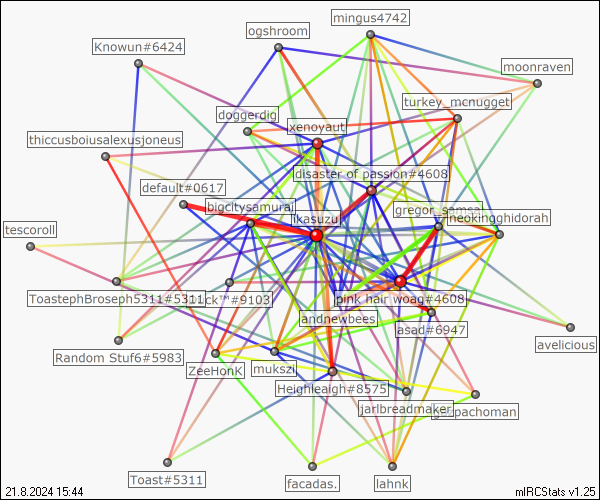 mingus4742
ogshroom
Knowun#6424
moonraven
turkey_mcnugget
doggerdig
xenoyaut
thiccusboiusalexusjoneus
disaster of passion#4608
default#0617
bigcitysamurai
ikasuzu
gregor_samsa
neokingghidorah
tescoroll
ToastephBroseph5311#5311
ck™#9103
pink hair woag#4608
andnewbees
asad#6947
avelicious
Random Stuf6#5983
ZeeHonk
mukszi
Heighleaigh#8575
jarlbreadmaker
pachoman
Toast#5311
facadas.
lahnk
21.8.2024 15:44
mIRCStats v1.25